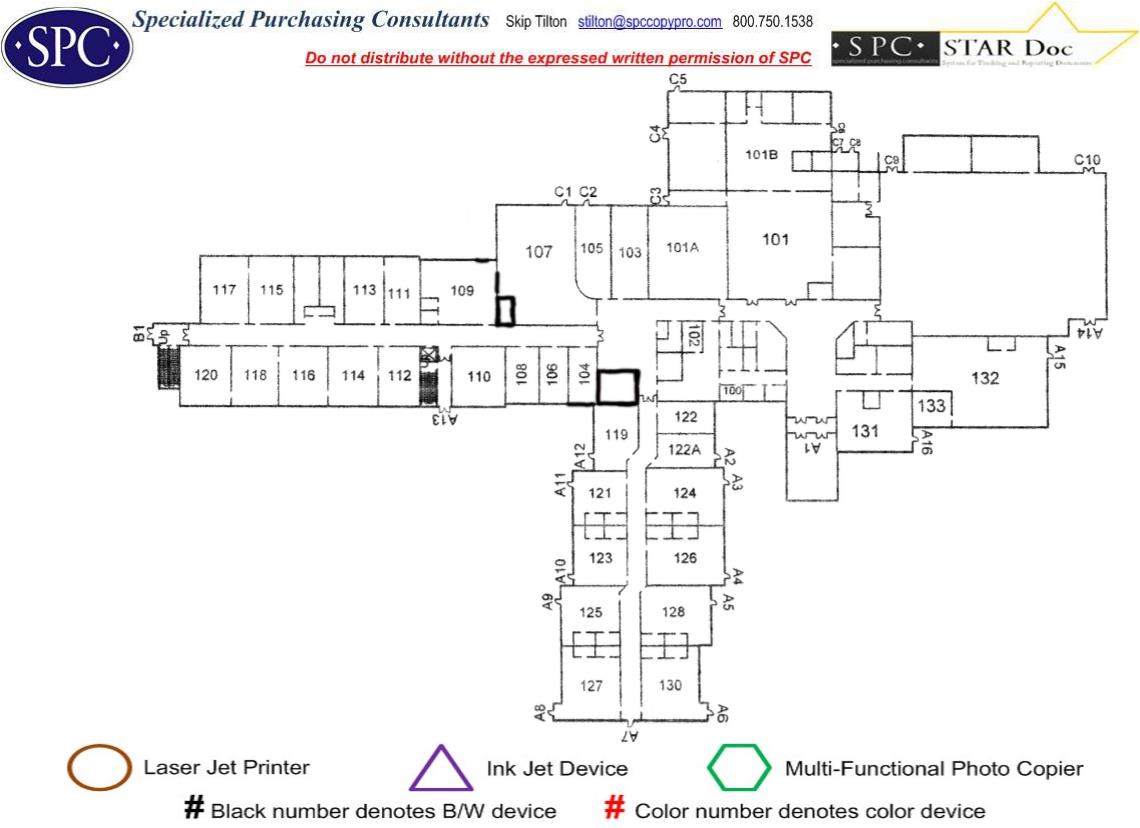 SPC
Specialized Purchasing Consultants Skip Tilton stilton@spccopypro.com 800.750.1538
Do not distribute without the expressed written permission of SPC
· S P C · STAR Doc
specialized purchasing consultants System for Tracking and Reporting Documents
C5
C4
C6
C7 C8
101B
C9
C10
C1 C2
C3
107
105
103
101A
101
117
115
113
111
109
B1
Up
102
A14
A15
120
118
116
114
112
110
108
106
104
100
132
133
A13
119
122
131
A1
A16
A12
122A
A2
A11
121
124
A3
123
126
A10
A4
A9
125
128
A5
127
130
A8
A6
A7
Laser Jet Printer
Ink Jet Device
Multi-Functional Photo Copier
# Black number denotes B/W device
# Color number denotes color device